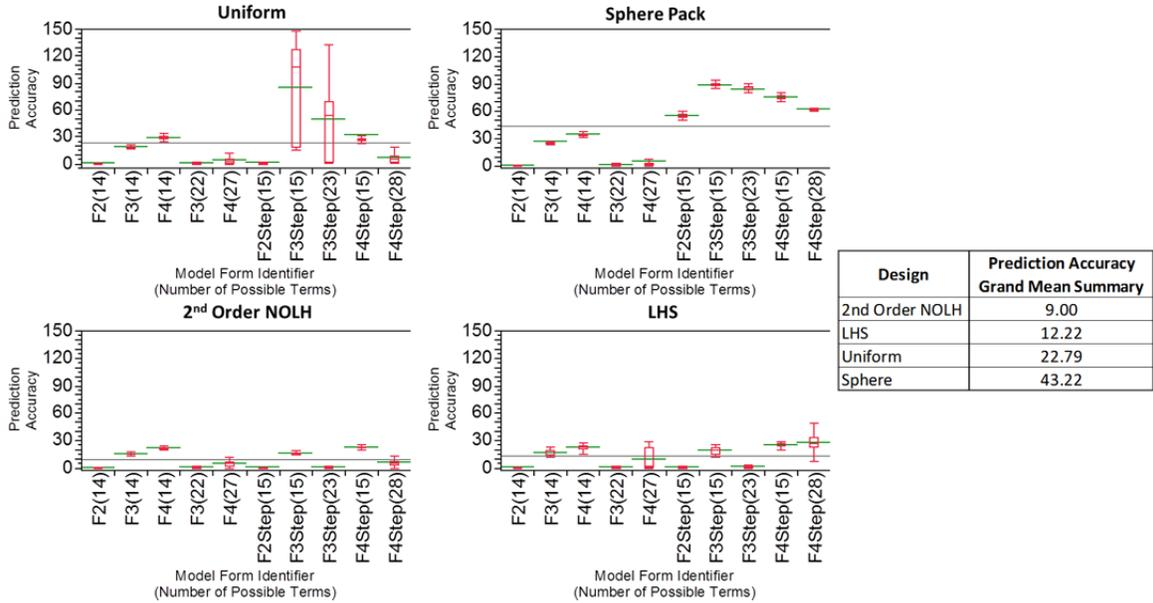 Uniform
150
120
90
60
30
0
Prediction
Accuracy
F2(14)
F3(14)
F4(14)
F3(22)
F4(27)
F2Step(15)
F3Step(15)
F3Step(23)
F4Step(15)
F4Step(28)
Model Form Identifier
(Number of Possible Terms)
Sphere Pack
150
120
90
60
30
0
Prediction
Accuracy
F2(14)
F3(14)
F4(14)
F3(22)
F4(27)
F2Step(15)
F3Step(15)
F3Step(23)
F4Step(15)
F4Step(28)
Model Form Identifier
(Number of Possible Terms)
2nd Order NOLH
150
120
90
60
30
0
Prediction
Accuracy
F2(14)
F3(14)
F4(14)
F3(22)
F4(27)
F2Step(15)
F3Step(15)
F3Step(23)
F4Step(15)
F4Step(28)
Model Form Identifier
(Number of Possible Terms)
LHS
150
120
90
60
30
0
Prediction
Accuracy
F2(14)
F3(14)
F4(14)
F3(22)
F4(27)
F2Step(15)
F3Step(15)
F3Step(23)
F4Step(15)
F4Step(28)
Model Form Identifier
(Number of Possible Terms)
Design Prediction Accuracy
Grand Mean Summary
2nd Order NOLH 9.00
LHS 12.22
Uniform 22.79
Sphere 43.22